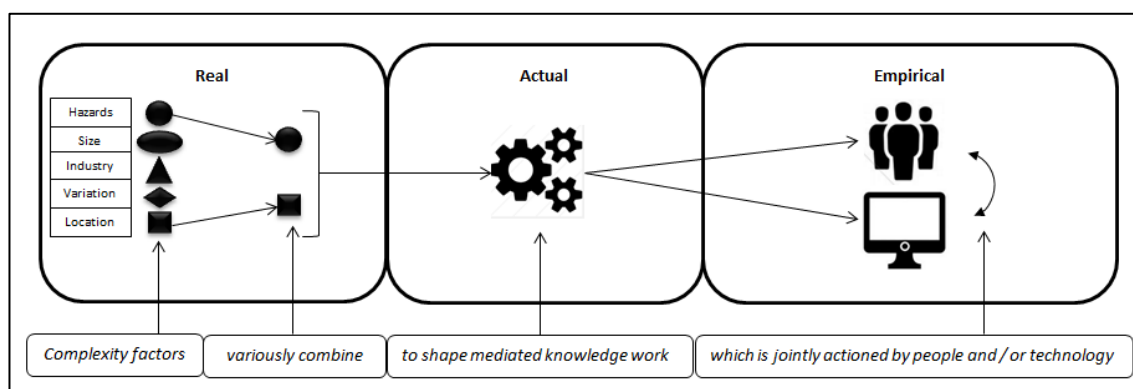 Real
Actual
Empirical
Hazards
Size
Industry
Variation
Location
Complexity factors
variously combine
to shape mediated knowledge work
which is jointly actioned by people and / or technology